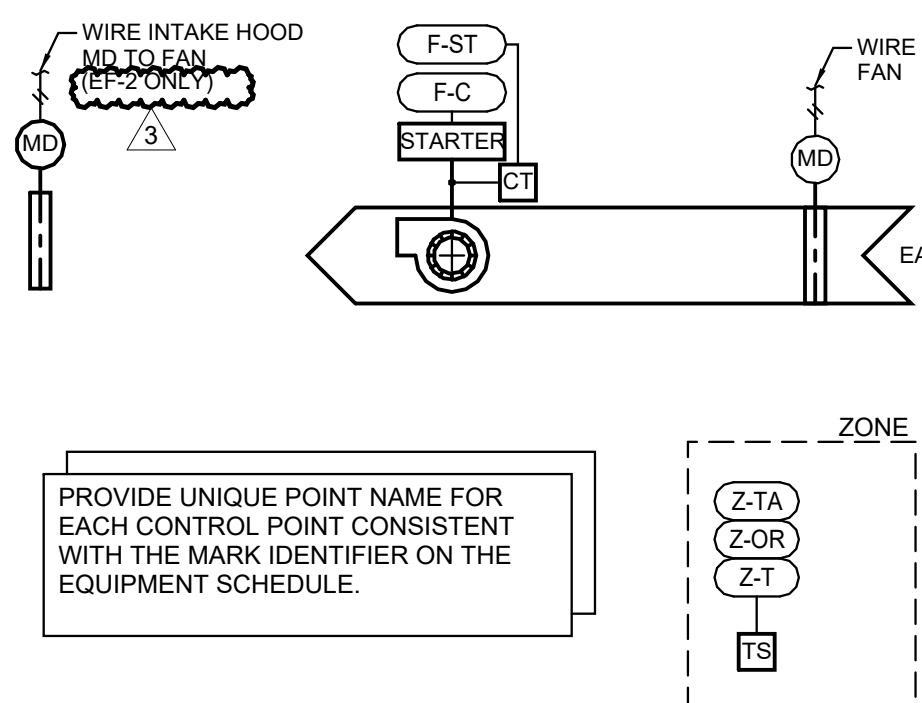 WIRE INTAKE HOOD
MD TO FAN
(EF-2 ONLY)
3
MD
F-ST
F-C
STARTER
CT
WIRE
FAN
MD
EA
PROVIDE UNIQUE POINT NAME FOR
EACH CONTROL POINT CONSISTENT
WITH THE MARK IDENTIFIER ON THE
EQUIPMENT SCHEDULE.
ZONE
Z-TA
Z-OR
Z-T
TS